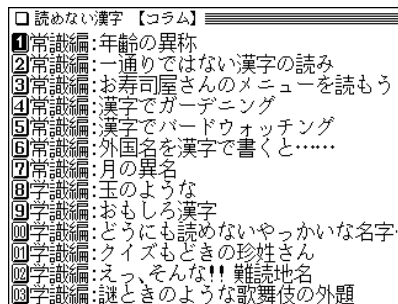 □ 読めない漢字 【コラム】
1常識編:年齢の異称
2常識編:一通りではない漢字の読み
3常識編:お寿司屋さんのメニューを読もう
4常識編:漢字でガーデニング
5常識編:漢字でバードウォッチング
6常識編:外国名を漢字で書くと……
7常識編:月の異名
8学識編:玉のような
9学識編:おもしろ漢字
00学識編:どうにも読めないやっかいな名字
01学識編:クイズもどきの珍姓さん
02学識編:えっ、そんな!! 難読地名
03学識編:謎ときのような歌舞伎の外題